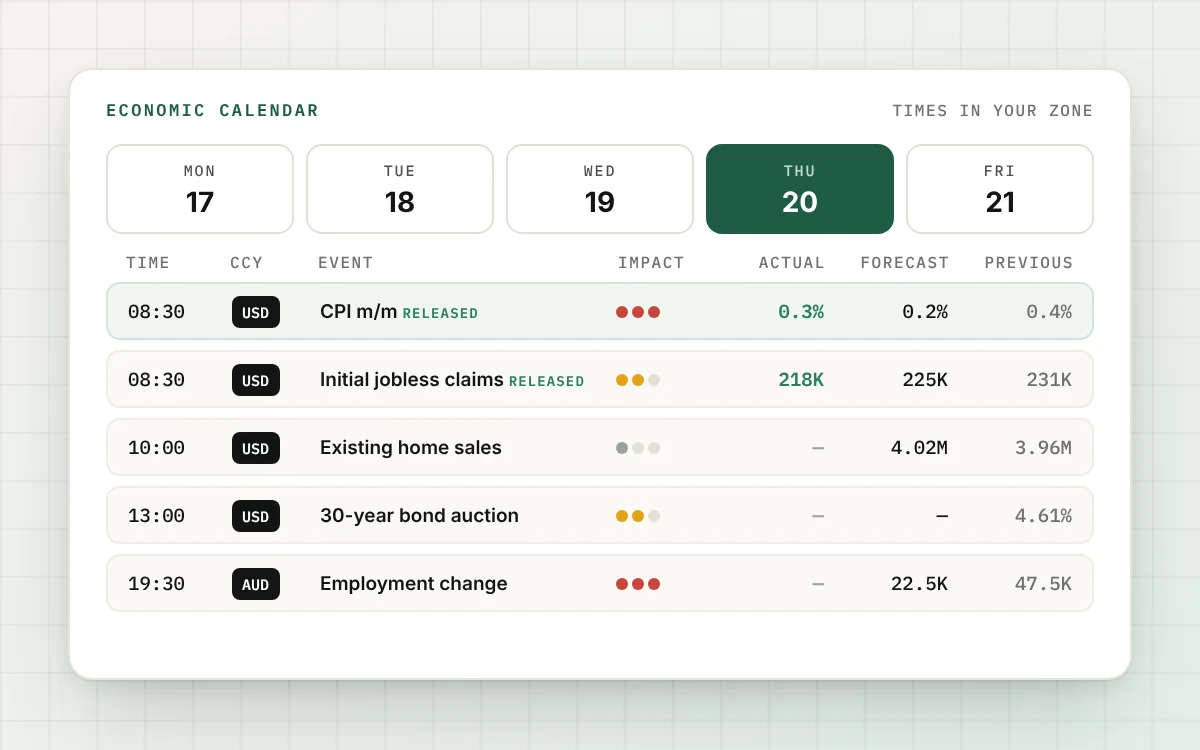 ECONOMIC CALENDAR TIMES IN YOUR ZONE
MON TUE WED THU FRI
17 18 19 20 21
TIME CCY EVENT IMPACT ACTUAL FORECAST PREVIOUS
08:30 USD CPI m/m RELEASED 0.3% 0.2% 0.4%
08:30 USD Initial jobless claims RELEASED 218K 225K 231K
10:00 USD Existing home sales — 4.02M 3.96M
13:00 USD 30-year bond auction — — 4.61%
19:30 AUD Employment change — 22.5K 47.5K